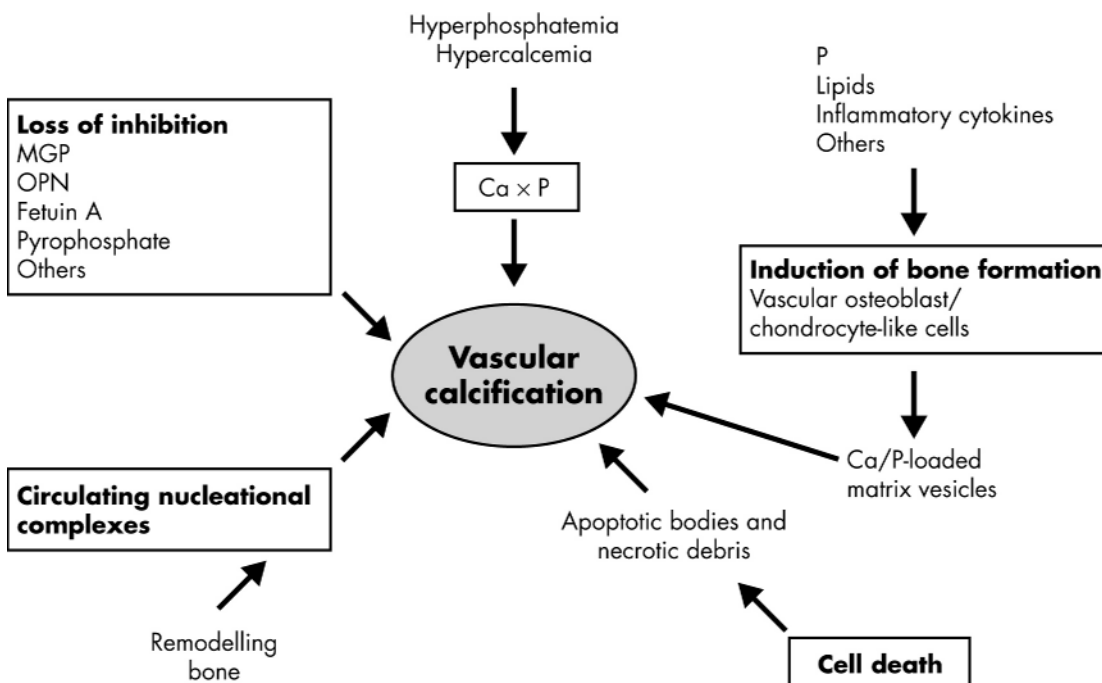 Hyperphosphatemia
Hypercalcemia
P
Lipids
Inflammatory cytokines
Others
Loss of inhibition
MGP
OPN
Fetuin A
Pyrophosphate
Others
Ca × P
Induction of bone formation
Vascular osteoblast/
chondrocyte-like cells
Vascular
calcification
Ca/P-loaded
matrix vesicles
Circulating nucleational
complexes
Apoptotic bodies and
necrotic debris
Remodelling
bone
Cell death